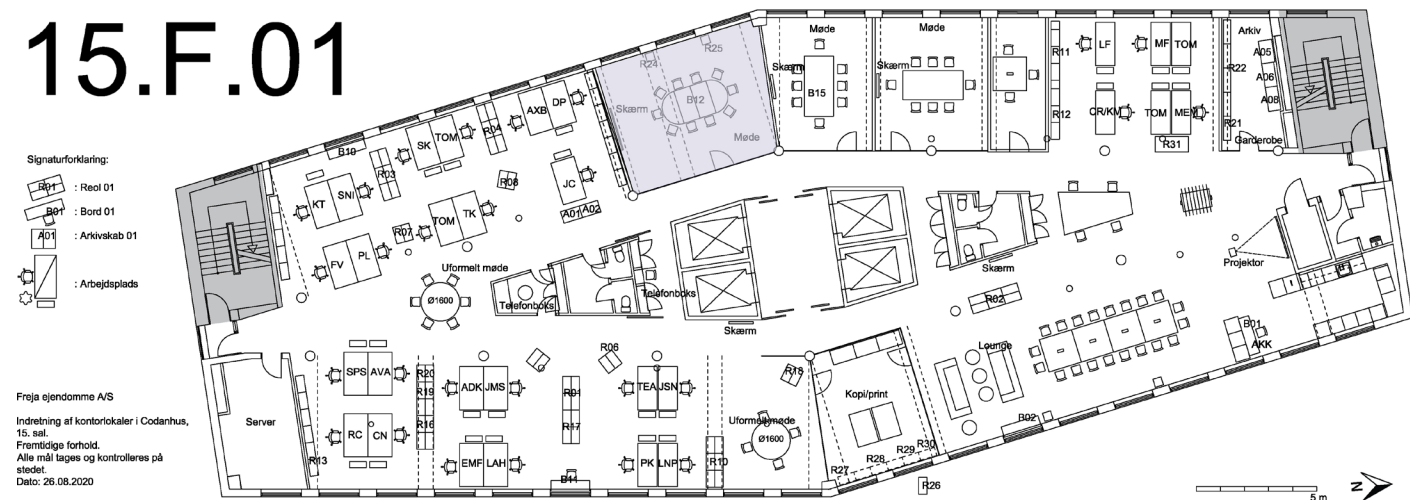 15.F.01
Signaturforklaring:
R01 : Reol 01
B01 : Bord 01
A01 : Arkivskab 01
: Arbejdsplads
Freja ejendomme A/S
Indretning af kontorlokaler i Codanhus,
15. sal.
Fremtidige forhold.
Alle mål tages og kontrolleres på
stedet.
Dato: 26.08.2020
Møde
Møde
Arkiv
R25
R24
Skærm
B12
Møde
Skærm
B15
Skærm
R11
R12
LF
CR/KM
MF TOM
TOM MEN
R31
R22
R21
A05
A06
A08
Garderobe
B10
R03
SK TOM
R04
AXB DP
KT SNI
R08
JC
A01 A02
TOM TK
R07
FV PL
Uformelt møde
Ø1600
Telefonboks
Telefonboks
Skærm
Skærm
Projektor
R02
B01
AKK
Lounge
B02
SPS AVA
R20
R19
R16
RC CN
ADK JMS
EMF LAH
R06
R01
R17
B11
TEA JSN
PK LNP
R10
R18
Uformelt møde
Ø1600
Kopi/print
R27
R28
R29
R30
R26
Server
R13
N
5 m